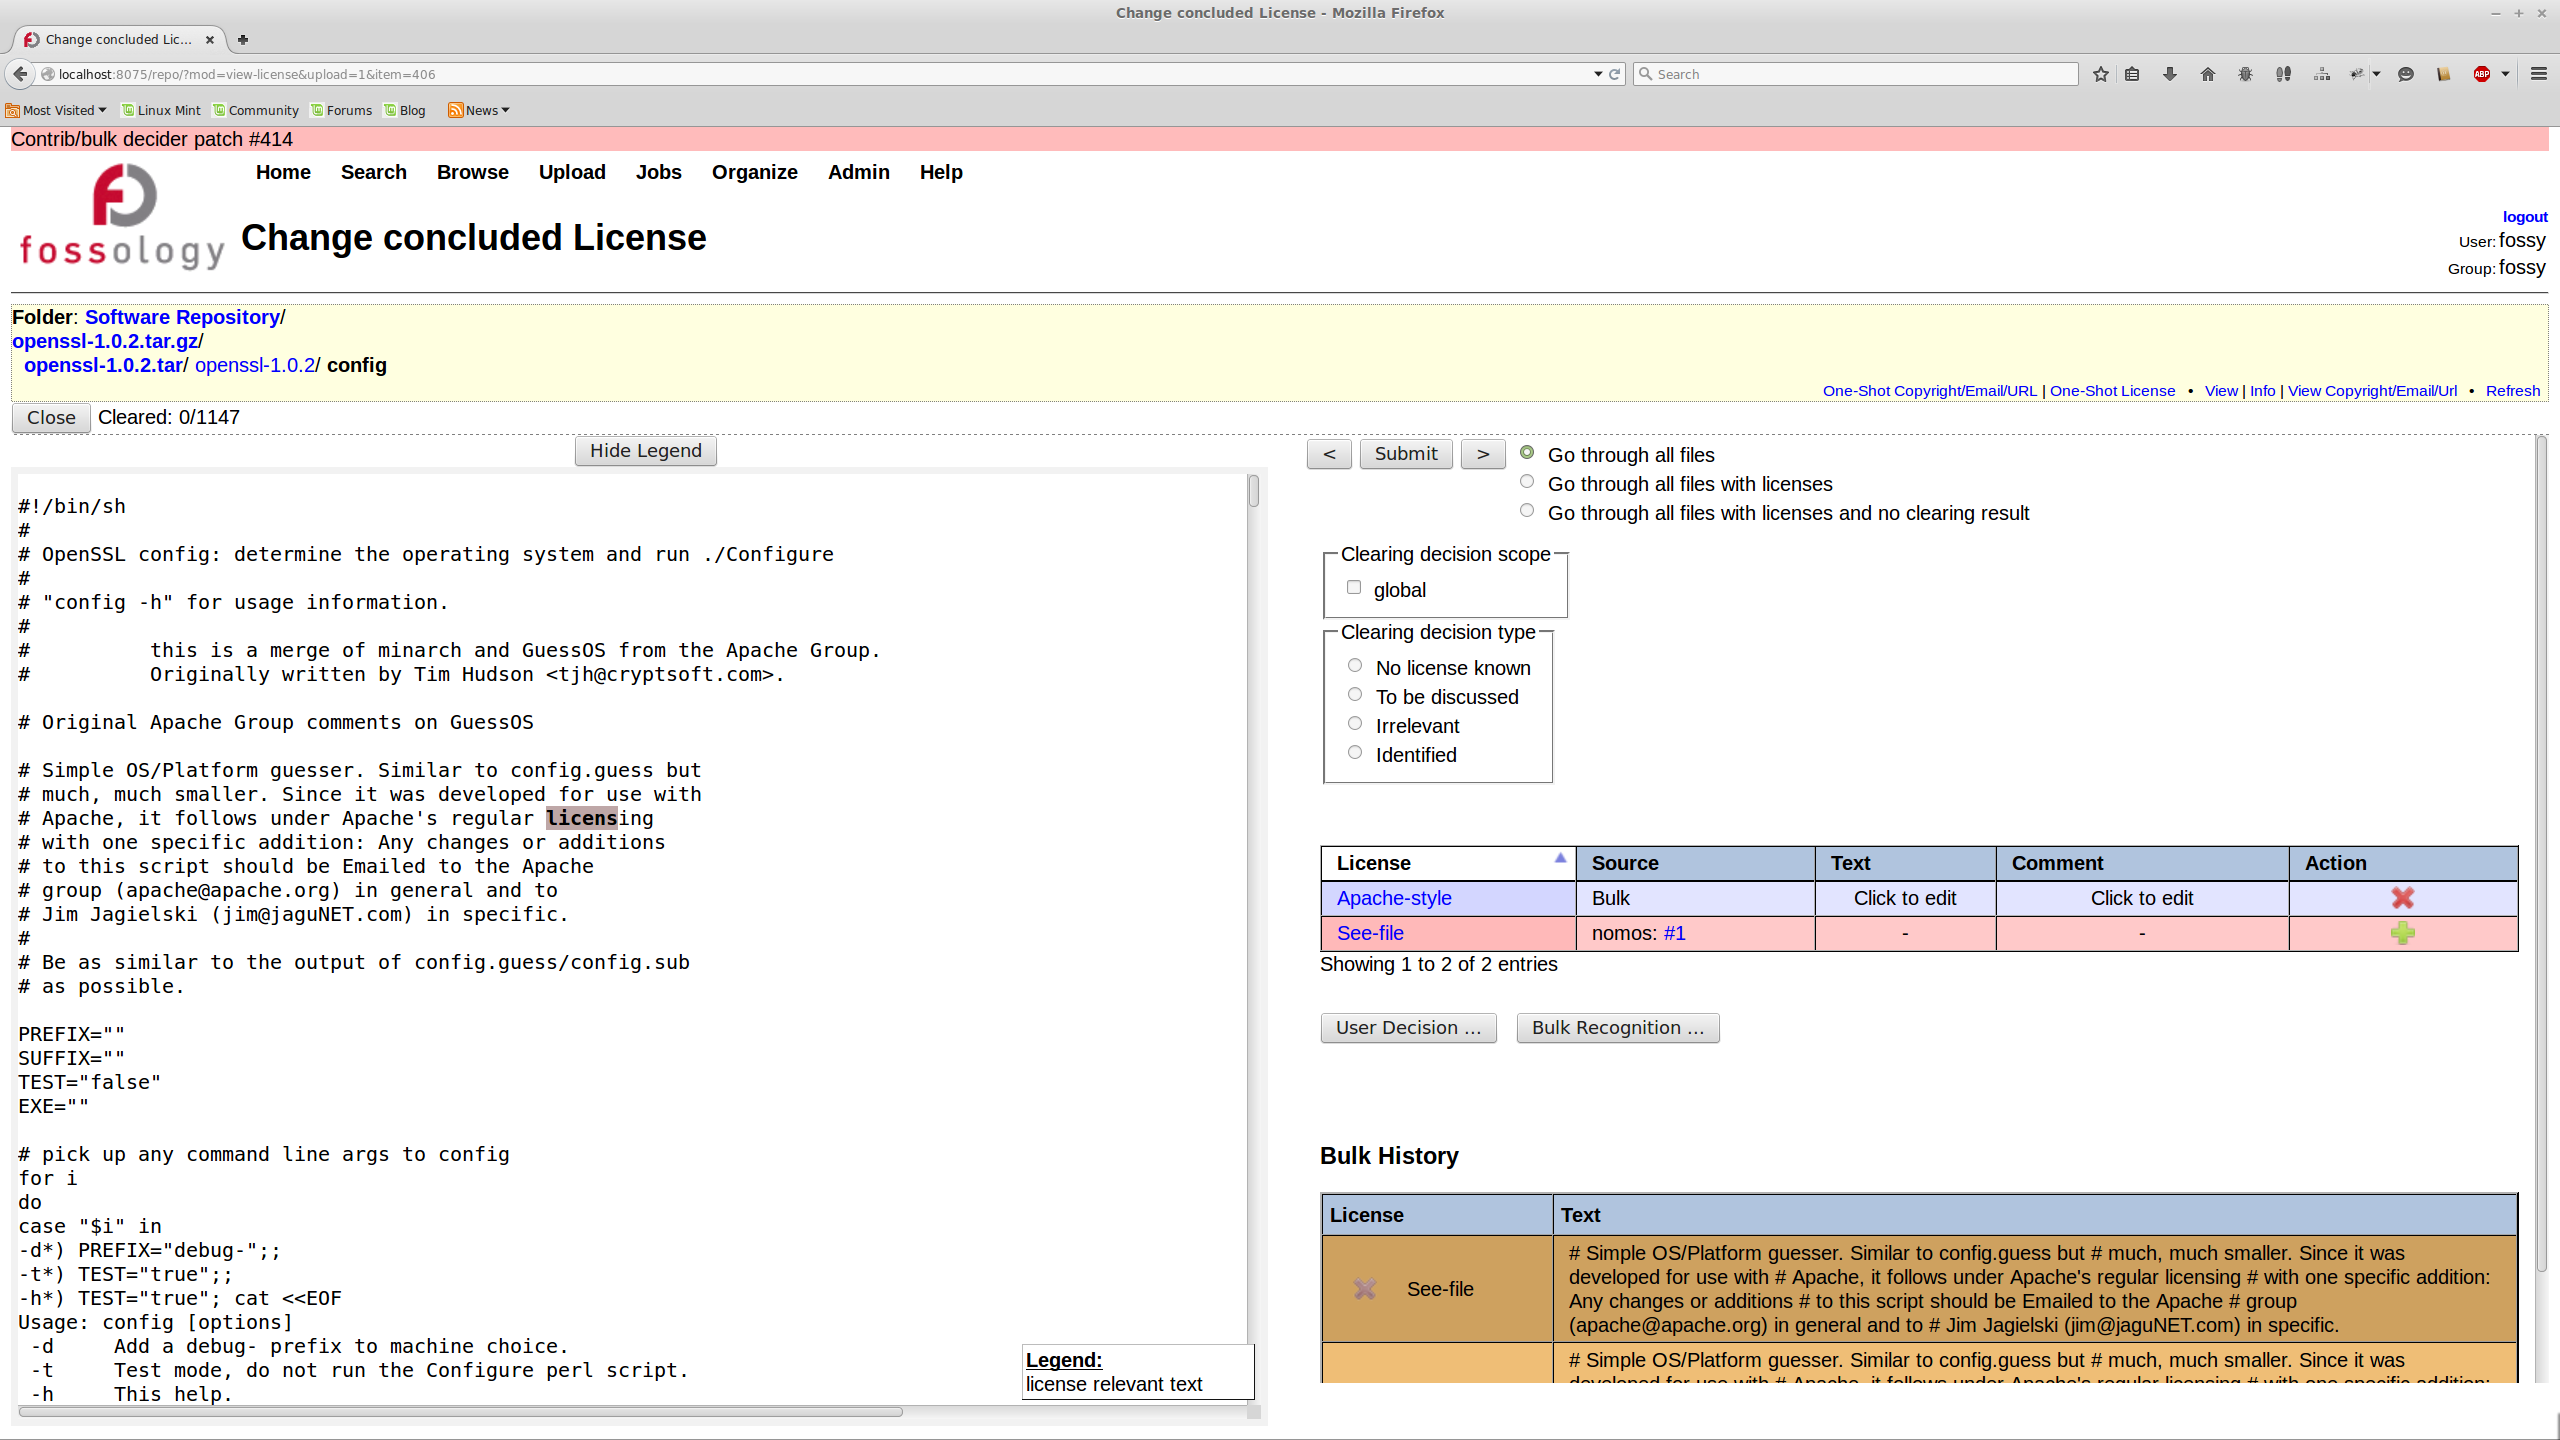 Change concluded License - Mozilla Firefox
Change concluded Lic...
localhost:8075/repo/?mod=view-license&upload=1&item=406
Search
Most Visited
Linux Mint
Community
Forums
Blog
News
Contrib/bulk decider patch #414
Home Search Browse Upload Jobs Organize Admin Help
fossology
Change concluded License
logout
User: fossy
Group: fossy
Folder: Software Repository/
openssl-1.0.2.tar.gz/
openssl-1.0.2.tar/ openssl-1.0.2/ config
One-Shot Copyright/Email/URL | One-Shot License • View | Info | View Copyright/Email/Url • Refresh
Close Cleared: 0/1147
Hide Legend
#!/bin/sh
#
# OpenSSL config: determine the operating system and run ./Configure
#
# "config -h" for usage information.
#
#          this is a merge of minarch and GuessOS from the Apache Group.
#          Originally written by Tim Hudson <tjh@cryptsoft.com>.
# Original Apache Group comments on GuessOS
# Simple OS/Platform guesser. Similar to config.guess but
# much, much smaller. Since it was developed for use with
# Apache, it follows under Apache's regular licensing
# with one specific addition: Any changes or additions
# to this script should be Emailed to the Apache
# group (apache@apache.org) in general and to
# Jim Jagielski (jim@jaguNET.com) in specific.
#
# Be as similar to the output of config.guess/config.sub
# as possible.
PREFIX=""
SUFFIX=""
TEST="false"
EXE=""
# pick up any command line args to config
for i
do
case "$i" in
-d*) PREFIX="debug-";;
-t*) TEST="true";;
-h*) TEST="true"; cat <<EOF
Usage: config [options]
 -d     Add a debug- prefix to machine choice.
 -t     Test mode, do not run the Configure perl script.
 -h     This help.
Legend:
license relevant text
< Submit >
Go through all files
Go through all files with licenses
Go through all files with licenses and no clearing result
Clearing decision scope
global
Clearing decision type
No license known
To be discussed
Irrelevant
Identified
License Source Text Comment Action
Apache-style Bulk Click to edit Click to edit
See-file nomos: #1 - -
Showing 1 to 2 of 2 entries
User Decision ... Bulk Recognition ...
Bulk History
License Text
See-file
# Simple OS/Platform guesser. Similar to config.guess but # much, much smaller. Since it was
developed for use with # Apache, it follows under Apache's regular licensing # with one specific addition:
Any changes or additions # to this script should be Emailed to the Apache # group
(apache@apache.org) in general and to # Jim Jagielski (jim@jaguNET.com) in specific.
# Simple OS/Platform guesser. Similar to config.guess but # much, much smaller. Since it was
developed for use with # Apache, it follows under Apache's regular licensing # with one specific addition: